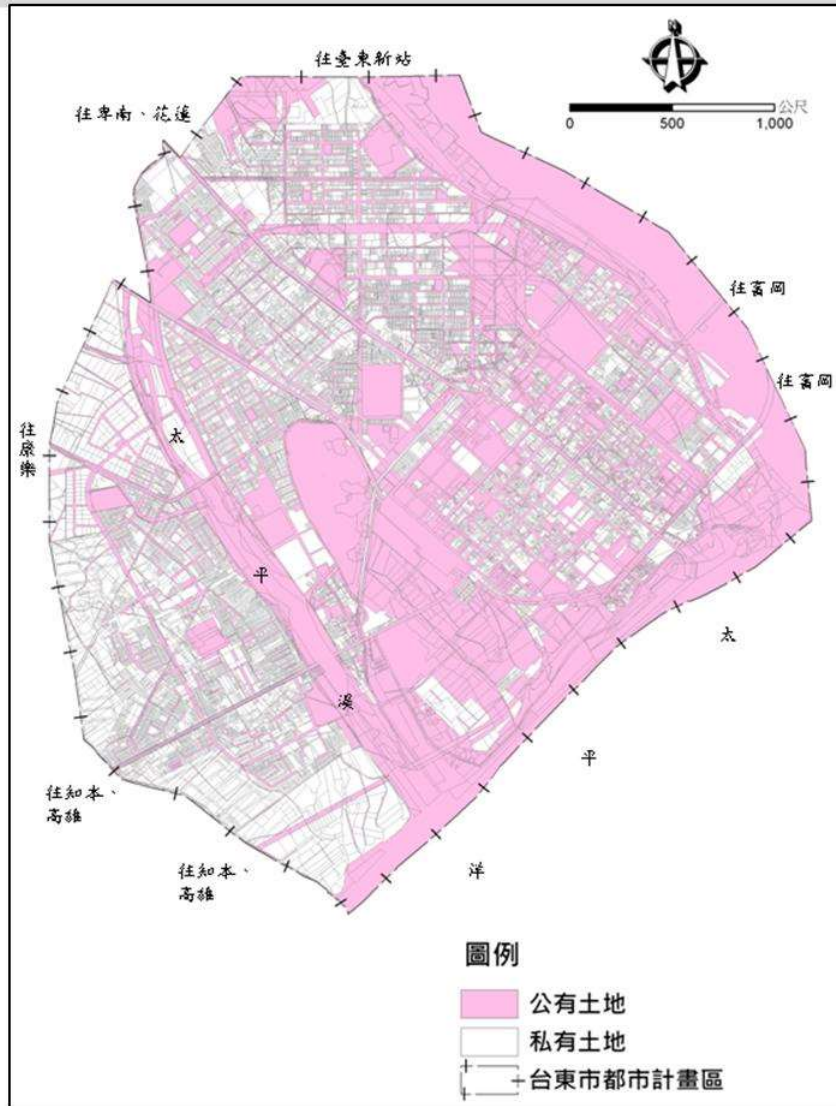 往臺東新站
往卑南、花蓮
公尺
0 500 1,000
往富岡
往富岡
往康樂
太
平
溪
太
平
洋
往知本、
高雄
往知本、
高雄
圖例
公有土地
私有土地
台東市都市計畫區